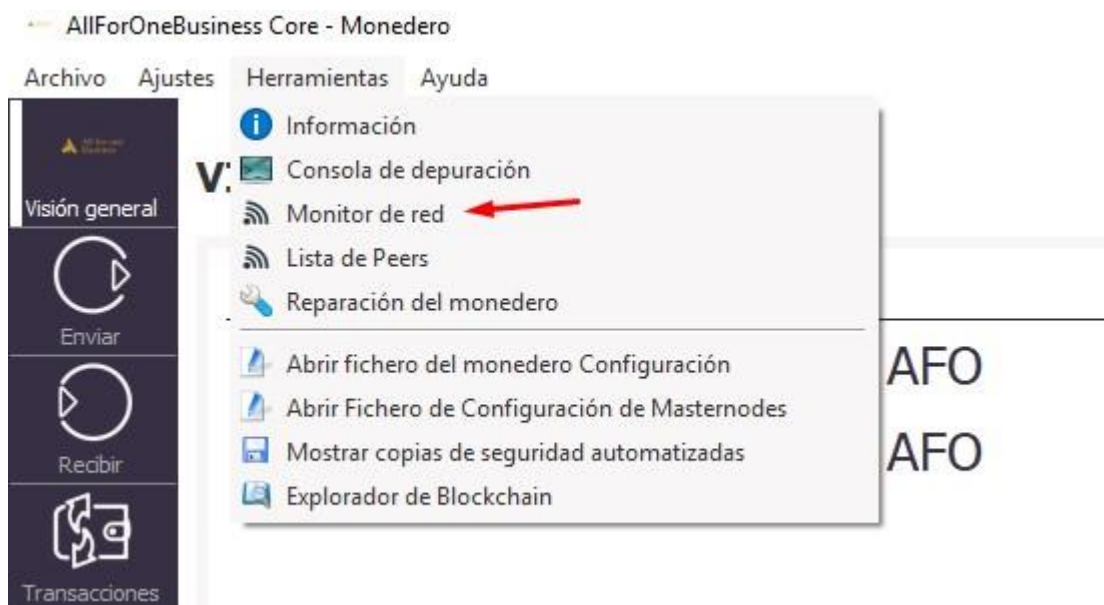 AllForOneBusiness Core - Monedero
Archivo Ajustes Herramientas Ayuda
Información
Consola de depuración
Monitor de red
Lista de Peers
Reparación del monedero
Abrir fichero del monedero Configuración
Abrir Fichero de Configuración de Masternodes
Mostrar copias de seguridad automatizadas
Explorador de Blockchain
Visión general
Enviar
Recibir
Transacciones
AFO
AFO